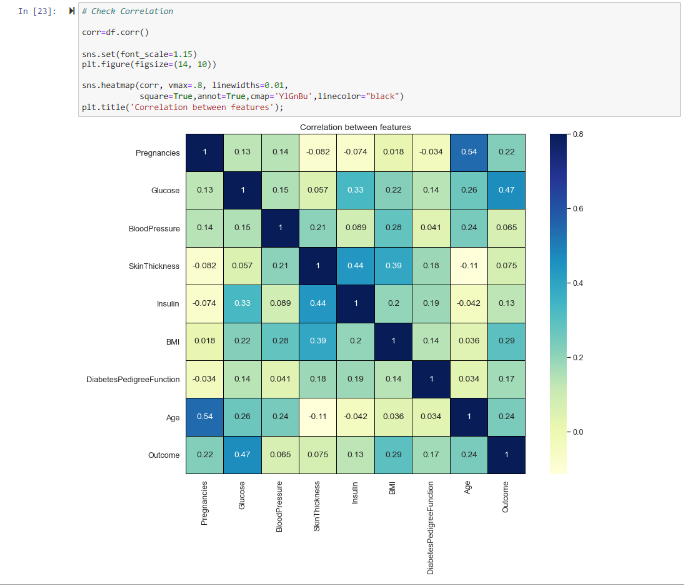 In [23]:
# Check Correlation
corr=df.corr()
sns.set(font_scale=1.15)
plt.figure(figsize=(14, 10))
sns.heatmap(corr, vmax=.8, linewidths=0.01,
square=True,annot=True,cmap='YlGnBu',linecolor="black")
plt.title('Correlation between features');
Correlation between features
Pregnancies 1 0.13 0.14 -0.082 -0.074 0.018 -0.034 0.54 0.22
Glucose 0.13 1 0.15 0.057 0.33 0.22 0.14 0.26 0.47
BloodPressure 0.14 0.15 1 0.21 0.089 0.28 0.041 0.24 0.065
SkinThickness -0.082 0.057 0.21 1 0.44 0.39 0.18 -0.11 0.075
Insulin -0.074 0.33 0.089 0.44 1 0.2 0.19 -0.042 0.13
BMI 0.018 0.22 0.28 0.39 0.2 1 0.14 0.036 0.29
DiabetesPedigreeFunction -0.034 0.14 0.041 0.18 0.19 0.14 1 0.034 0.17
Age 0.54 0.26 0.24 -0.11 -0.042 0.036 0.034 1 0.24
Outcome 0.22 0.47 0.065 0.075 0.13 0.29 0.17 0.24 1
Pregnancies
Glucose
BloodPressure
SkinThickness
Insulin
BMI
DiabetesPedigreeFunction
Age
Outcome
0.8
0.6
0.4
0.2
0.0